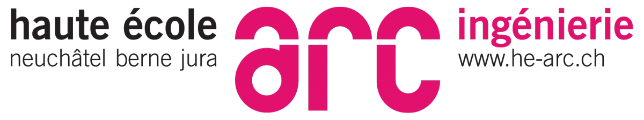 haute école
neuchâtel berne jura
arc
ingénierie
www.he-arc.ch